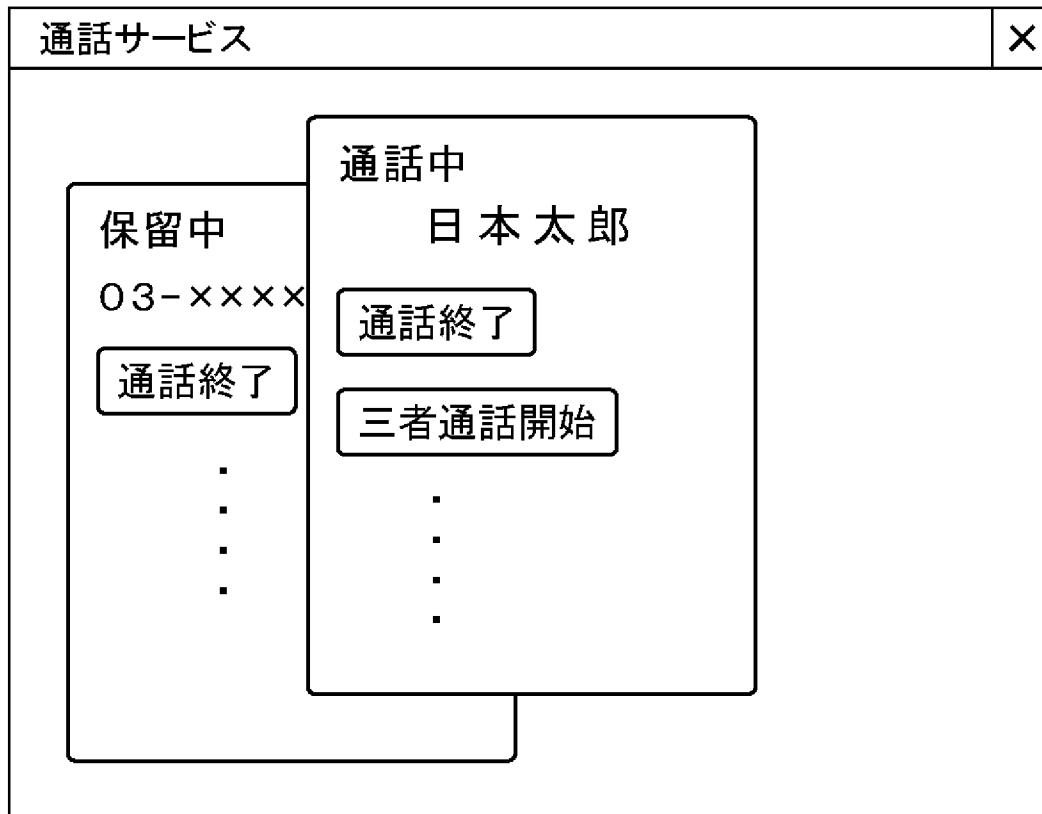 通話サービス ×
保留中
03-××××
通話終了
・
・
・
・
通話中
日本太郎
通話終了
三者通話開始
・
・
・
・